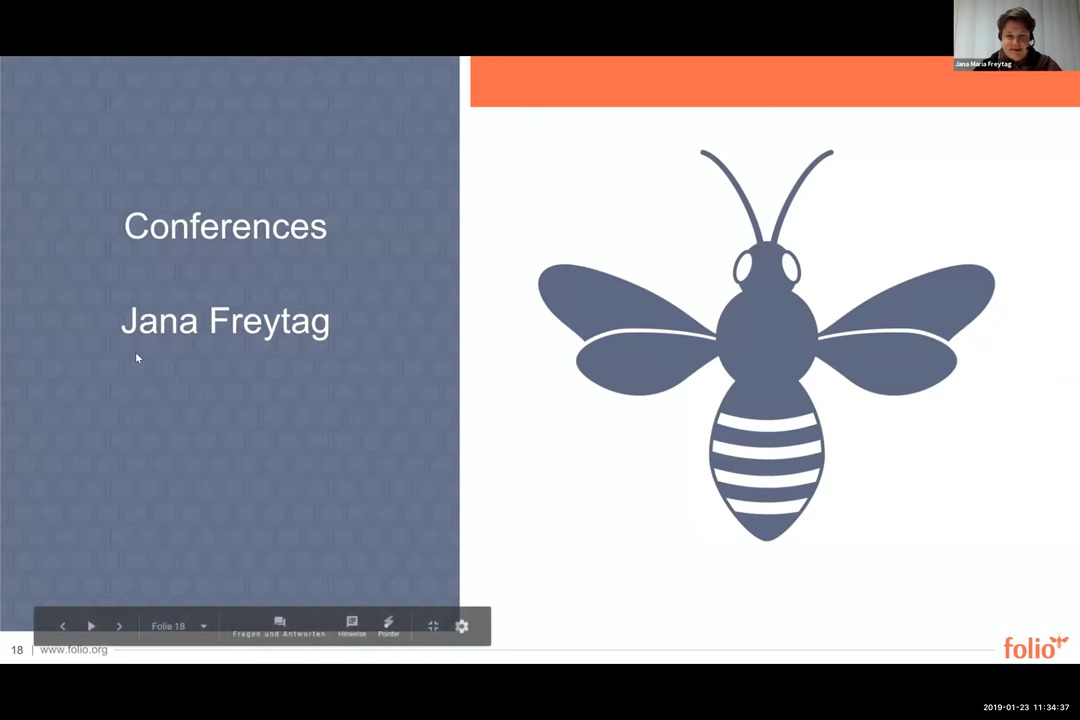 Jana Maria Freytag
Conferences
Jana Freytag
Folie 18
Fragen und Antworten
Hinweise
Pointer
18 | www.folio.org
folio
2019-01-23 11:34:37